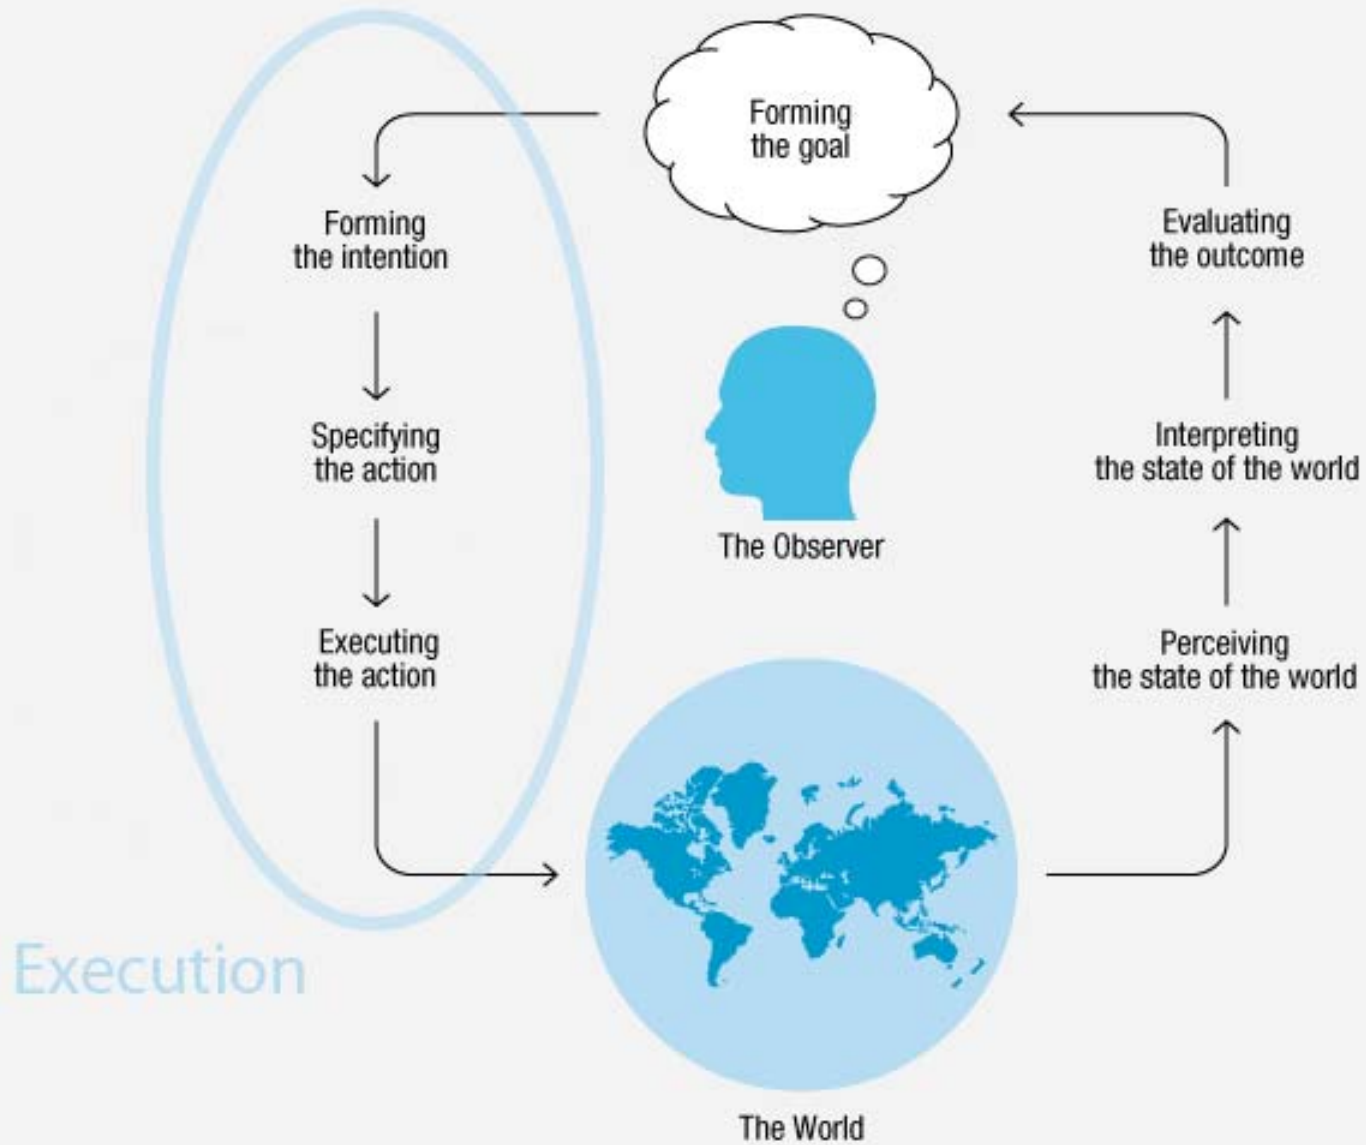 Forming
the goal
Forming
the intention
Specifying
the action
Executing
the action
Execution
The Observer
The World
Evaluating
the outcome
Interpreting
the state of the world
Perceiving
the state of the world